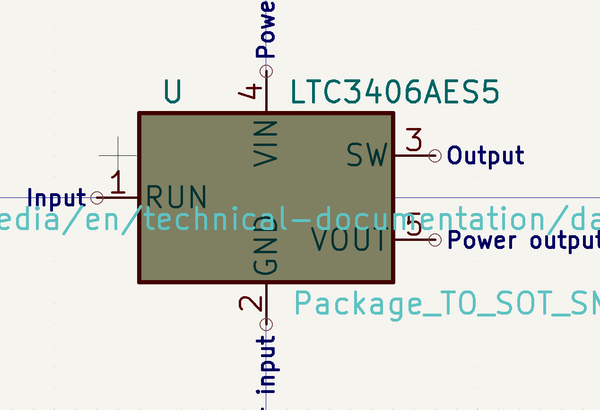 Powe
U
4
LTC3406AES5
VIN
SW
3
Output
Input
1
RUN
edia/en/technical-documentation/da
GND
VOUT
5
Power output
2
Package_TO_SOT_SM
input